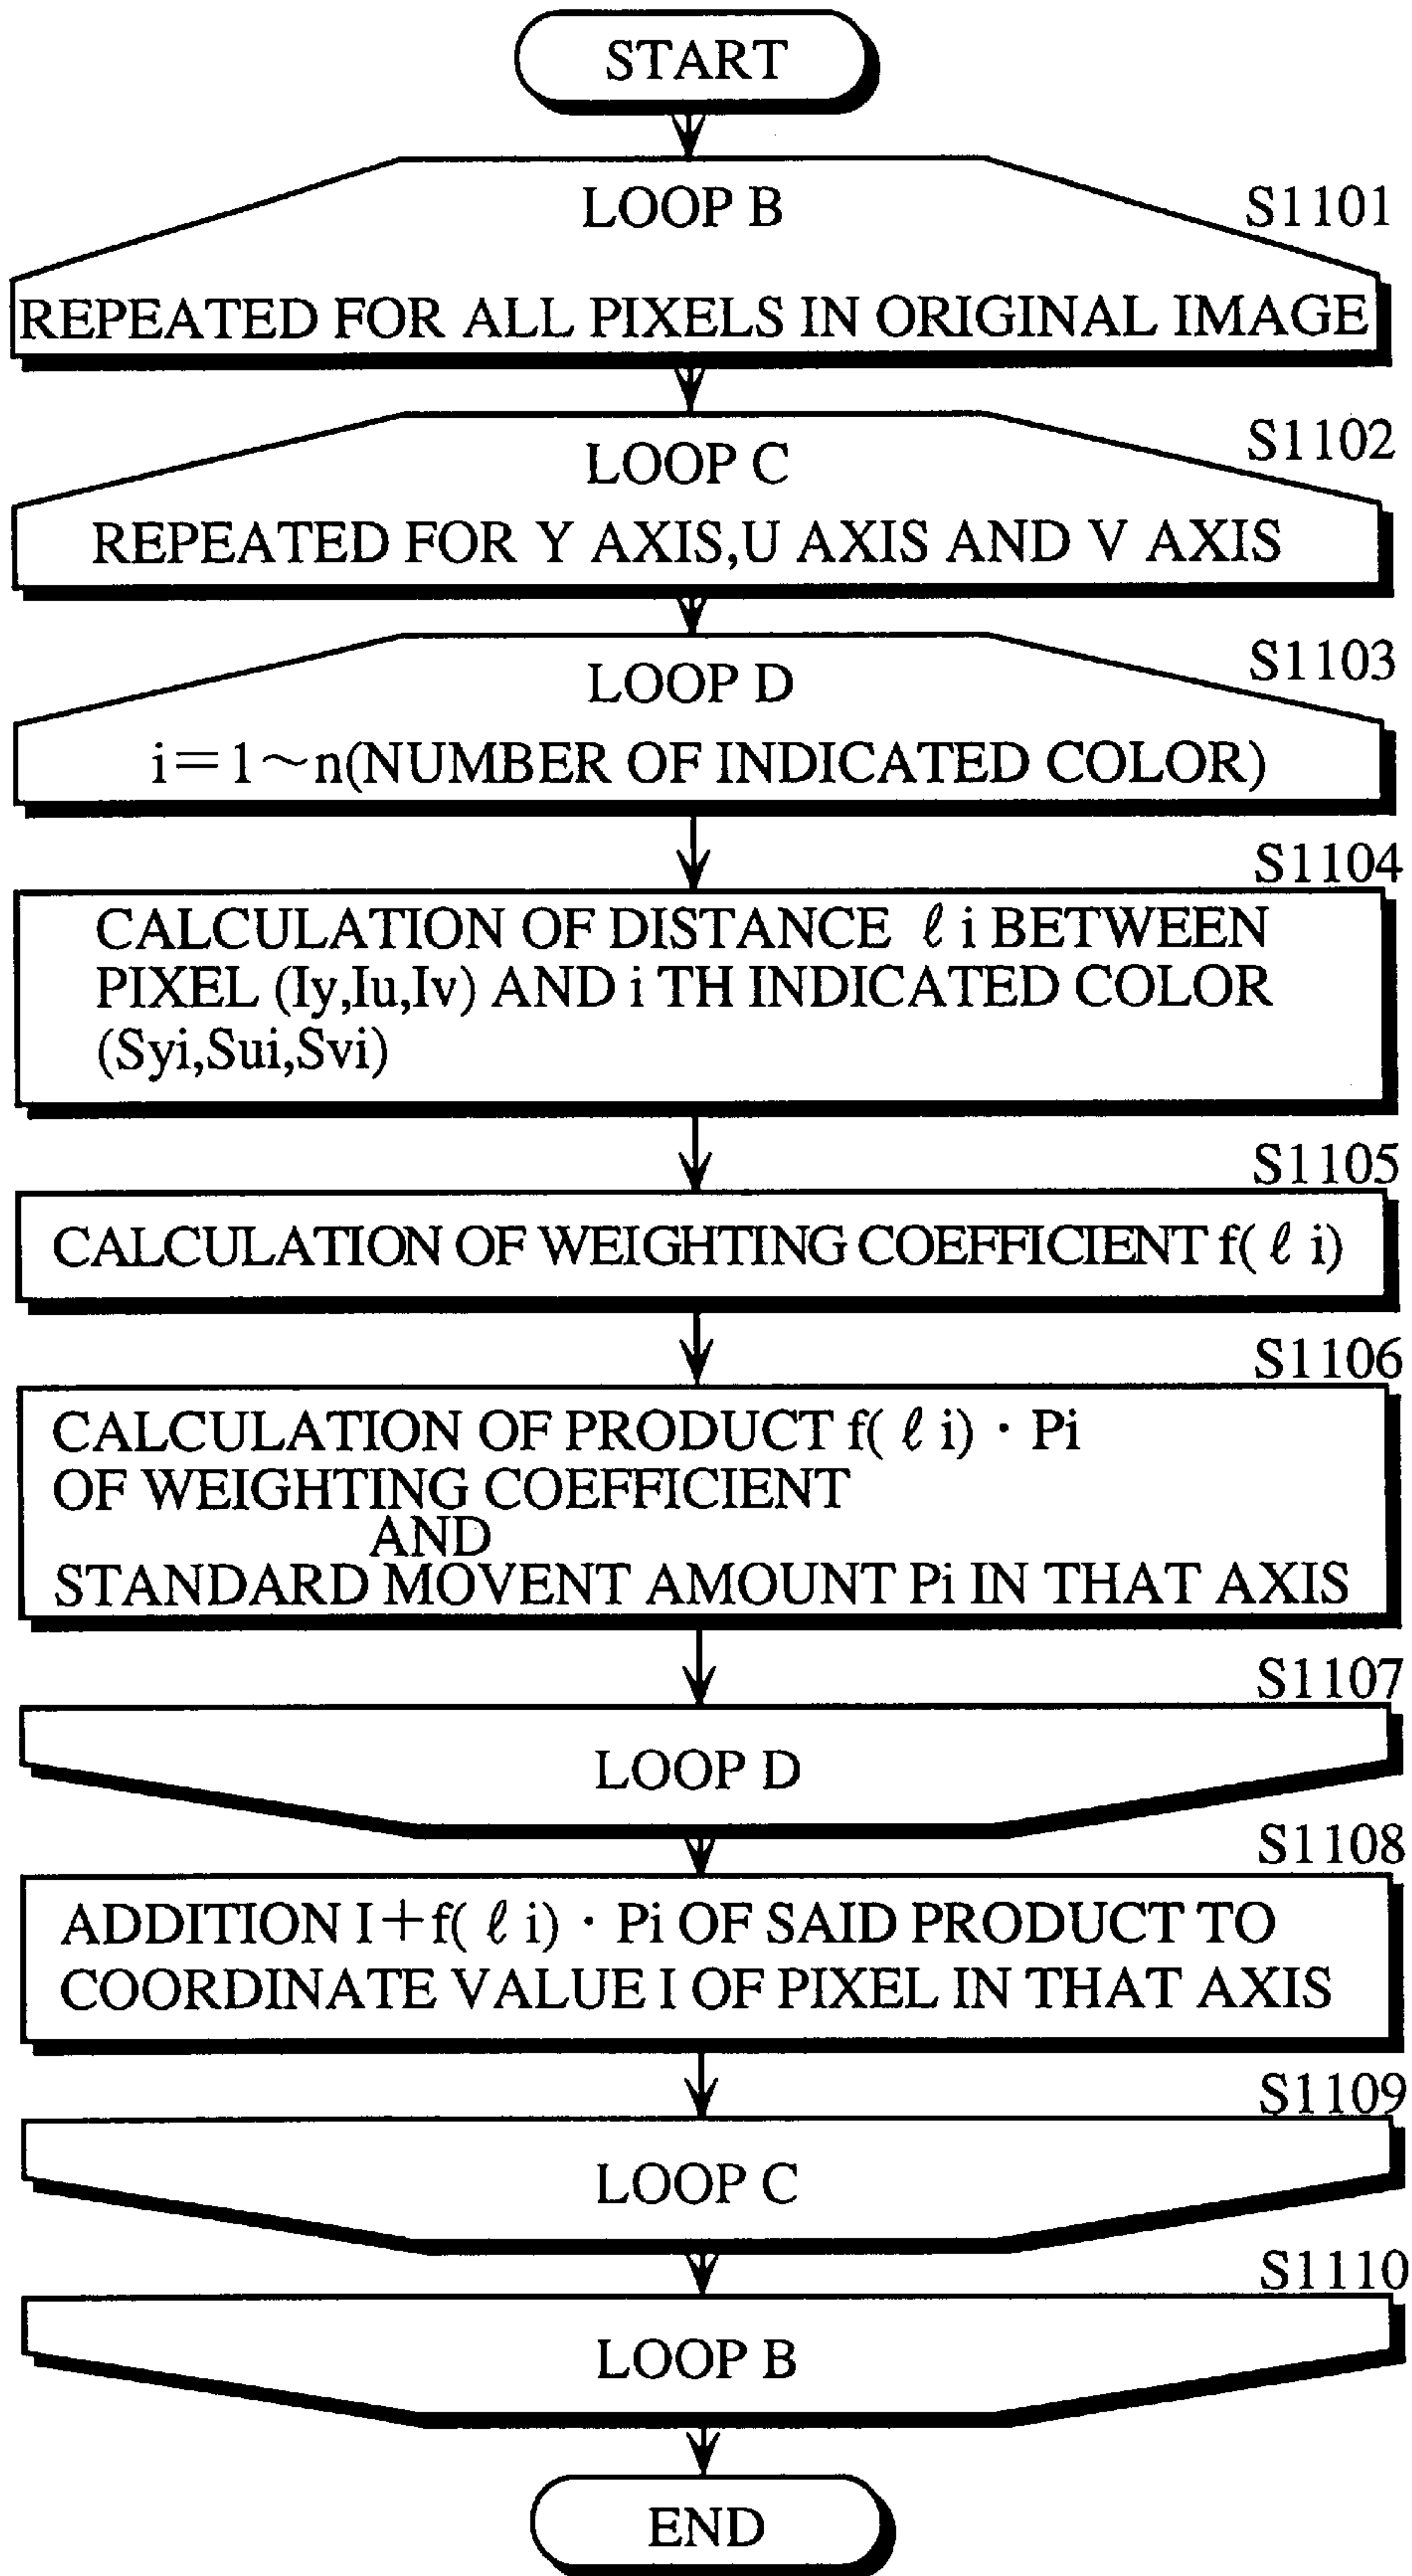 START
LOOP B
S1101
REPEATED FOR ALL PIXELS IN ORIGINAL IMAGE
LOOP C
S1102
REPEATED FOR Y AXIS,U AXIS AND V AXIS
LOOP D
S1103
i=1~n(NUMBER OF INDICATED COLOR)
S1104
CALCULATION OF DISTANCE ℓ i BETWEEN
PIXEL (Iy,Iu,Iv) AND i TH INDICATED COLOR
(Syi,Sui,Svi)
S1105
CALCULATION OF WEIGHTING COEFFICIENT f( ℓ i)
S1106
CALCULATION OF PRODUCT f( ℓ i) · Pi
OF WEIGHTING COEFFICIENT
AND
STANDARD MOVENT AMOUNT Pi IN THAT AXIS
S1107
LOOP D
S1108
ADDITION I+f( ℓ i) · Pi OF SAID PRODUCT TO
COORDINATE VALUE I OF PIXEL IN THAT AXIS
S1109
LOOP C
S1110
LOOP B
END